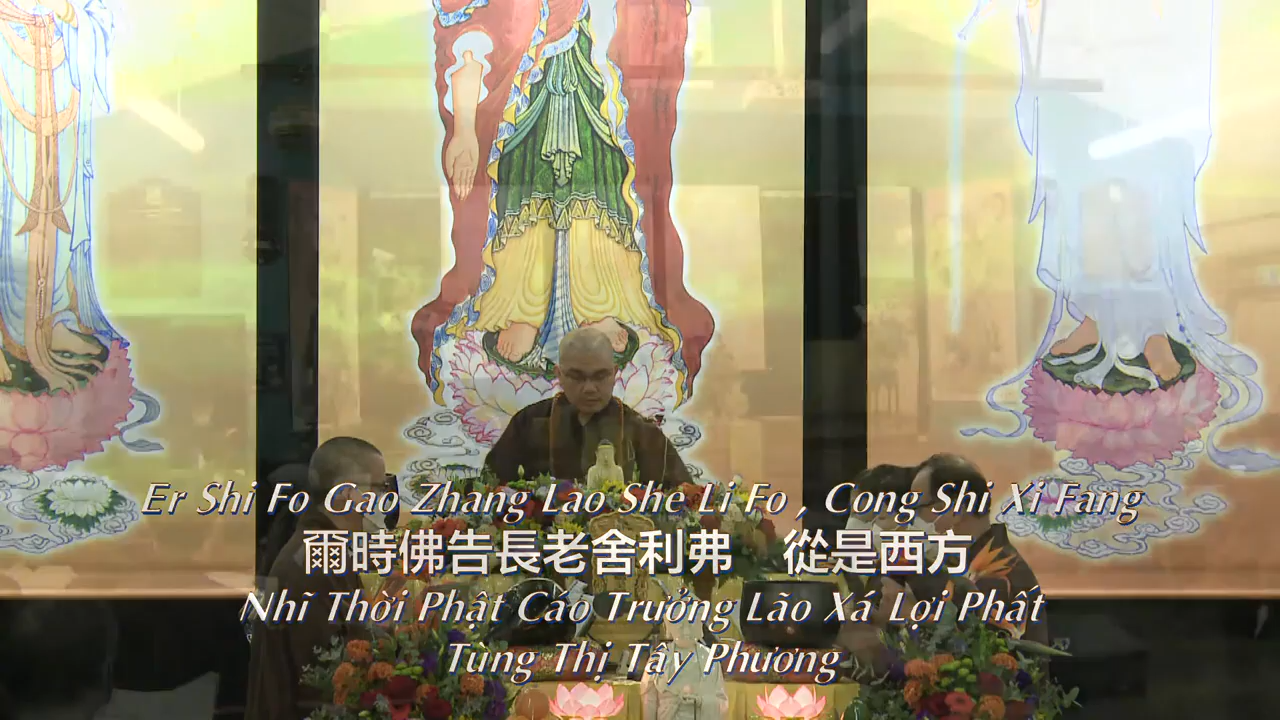 Er Shi Fo Gao Zhang Lao She Li Fo , Cong Shi Xi Fang
爾時佛告長老舍利弗　從是西方
Nhĩ Thời Phật Cáo Trưởng Lão Xá Lợi Phất
Tùng Thị Tây Phương